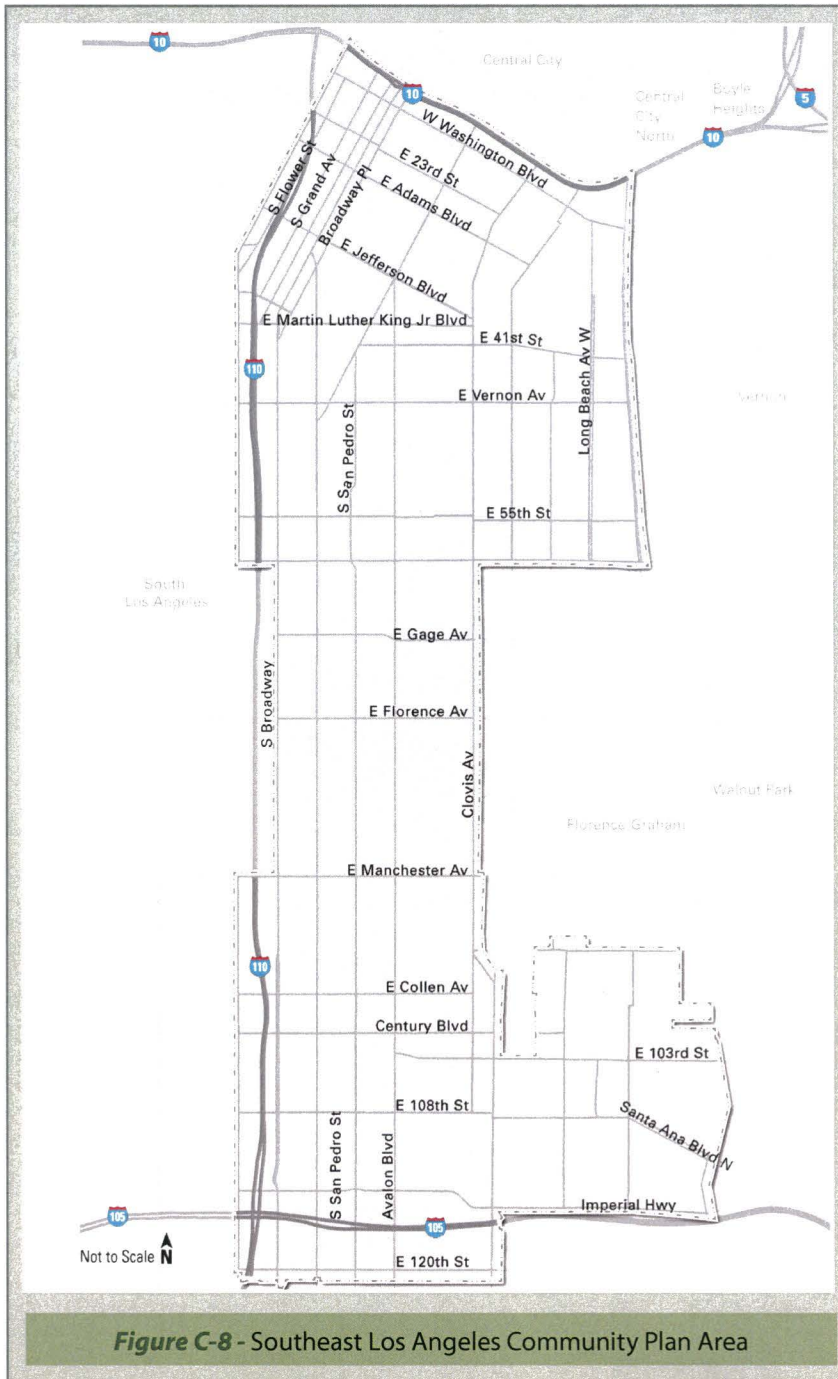 10
Central City
Central
City
North
Boyle
Heights
5
10
10
W Washington Blvd
E 23rd St
E Adams Blvd
S Flower St
S Grand Av
Broadway Pl
E Jefferson Blvd
E Martin Luther King Jr Blvd
E 41st St
Long Beach Av W
110
E Vernon Av
Vernon
S San Pedro St
E 55th St
South
Los Angeles
E Gage Av
S Broadway
E Florence Av
Clovis Av
Walnut Park
Florence Graham
E Manchester Av
110
E Collen Av
Century Blvd
E 103rd St
E 108th St
Santa Ana Blvd N
S San Pedro St
Avalon Blvd
Imperial Hwy
105
105
Not to Scale N
E 120th St
Figure C-8 - Southeast Los Angeles Community Plan Area